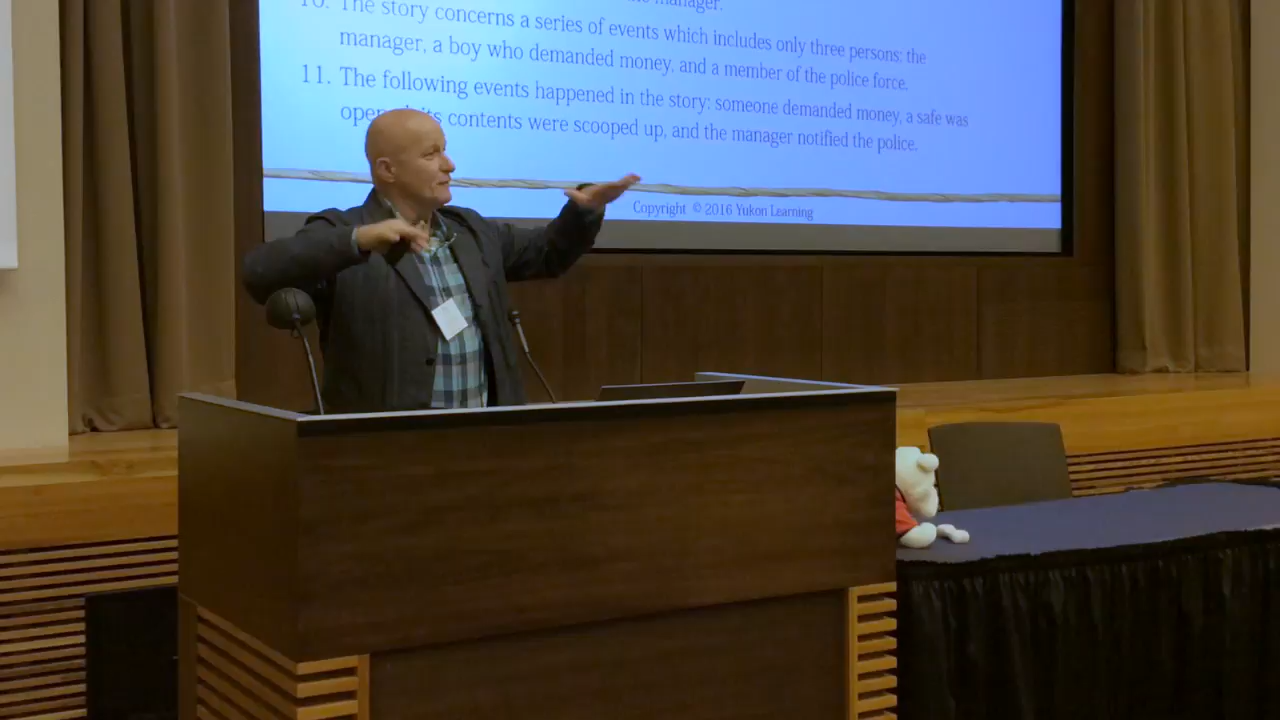 manager.
10. The story concerns a series of events which includes only three persons: the
manager, a boy who demanded money, and a member of the police force.
11. The following events happened in the story: someone demanded money, a safe was
its contents were scooped up, and the manager notified the police.
Copyright © 2016 Yukon Learning